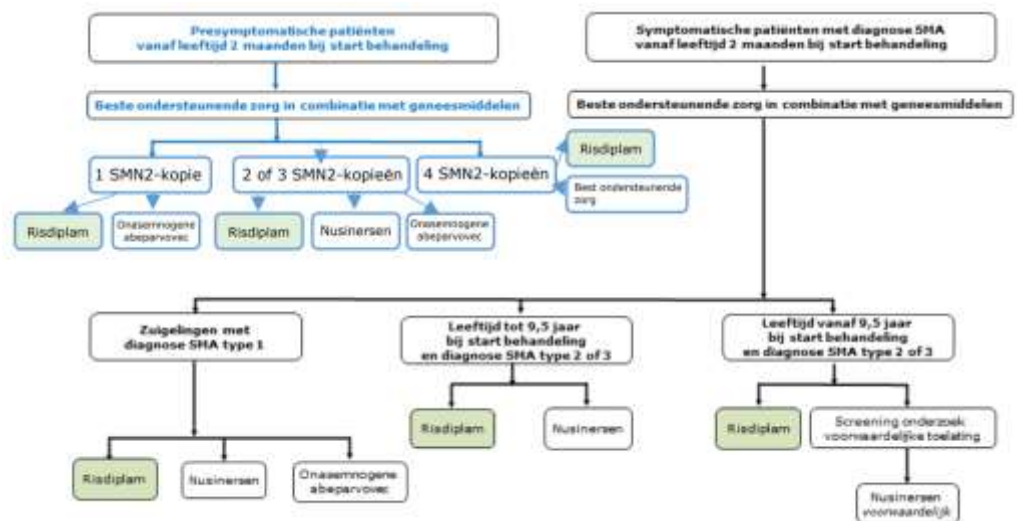 Presymptomatische patiënten
vanaf leeftijd 2 maanden bij start behandeling
Symptomatische patiënten met diagnose SMA
vanaf leeftijd 2 maanden bij start behandeling
Beste ondersteunende zorg in combinatie met geneesmiddelen
Beste ondersteunende zorg in combinatie met geneesmiddelen
1 SMN2-kopie
2 of 3 SMN2-kopieën
4 SMN2-kopieën
Risdiplam
Best ondersteunende
zorg
Risdiplam
Onasemnogene
abeparvovec
Risdiplam
Nusinersen
Onasemnogene
abeparvovec
Zuigelingen met
diagnose SMA type 1
Leeftijd tot 9,5 jaar
bij start behandeling
en diagnose SMA type 2 of 3
Leeftijd vanaf 9,5 jaar
bij start behandeling
en diagnose SMA type 2 of 3
Risdiplam
Nusinersen
Onasemnogene
abeparvovec
Risdiplam
Nusinersen
Risdiplam
Screening onderzoek
voorwaardelijke toelating
Nusinersen
voorwaardelijk